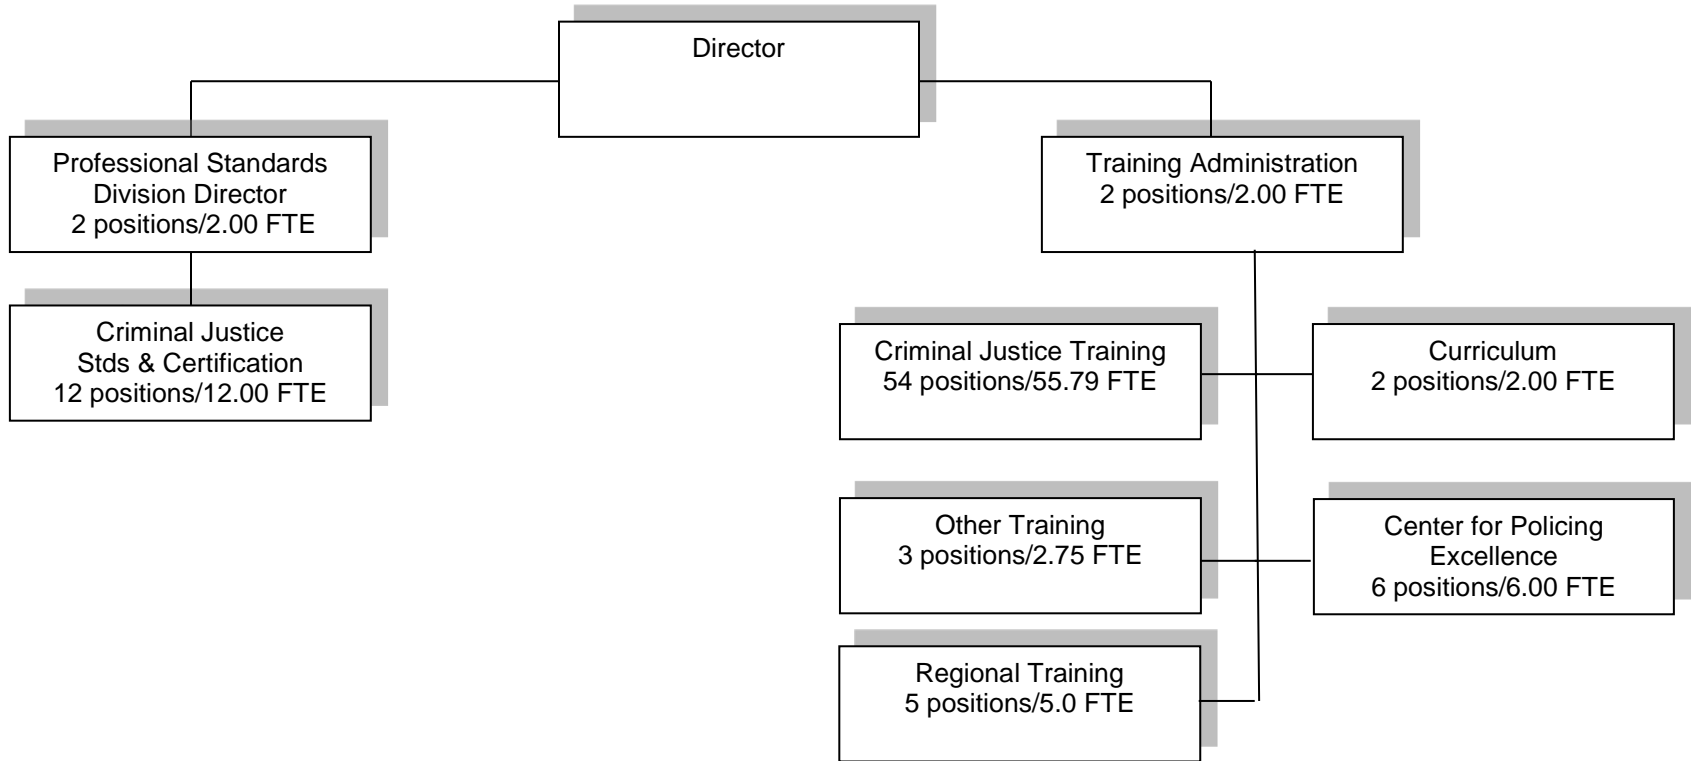 Director
Professional Standards
Division Director
2 positions/2.00 FTE
Training Administration
2 positions/2.00 FTE
Criminal Justice
Stds & Certification
12 positions/12.00 FTE
Criminal Justice Training
54 positions/55.79 FTE
Curriculum
2 positions/2.00 FTE
Other Training
3 positions/2.75 FTE
Center for Policing
Excellence
6 positions/6.00 FTE
Regional Training
5 positions/5.0 FTE